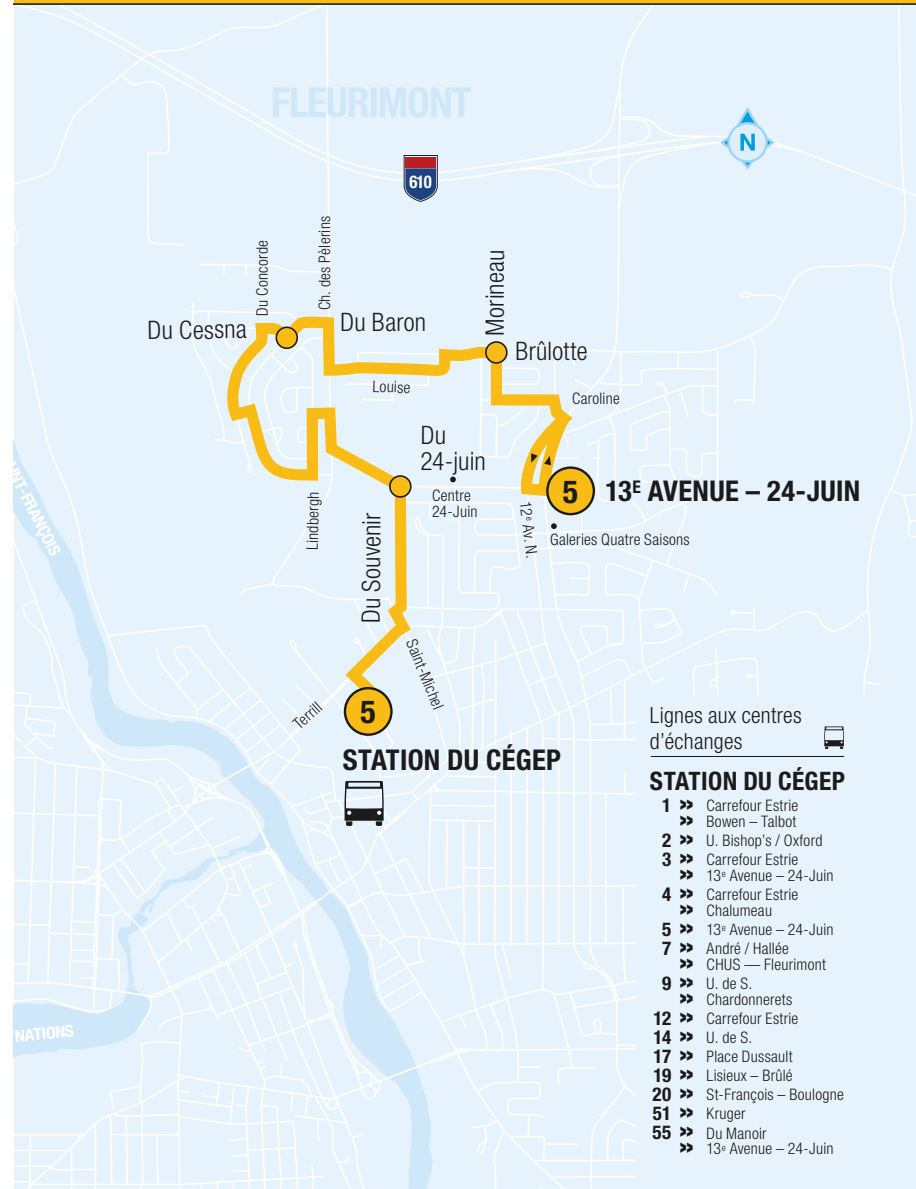 FLEURIMONT
N
610
Du Concorde
Ch. des Pèlerins
Morineau
Du Cessna
Du Baron
Brûlotte
Louise
Caroline
Du
24-juin
Centre
24-Juin
5
13E AVENUE – 24-JUIN
12e Av. N.
Galeries Quatre Saisons
Lindbergh
Du Souvenir
SAINT-FRANÇOIS
Saint-Michel
Terrill
5
STATION DU CÉGEP
NATIONS
Lignes aux centres
d'échanges
STATION DU CÉGEP
1 » Carrefour Estrie
» Bowen – Talbot
2 » U. Bishop's / Oxford
3 » Carrefour Estrie
» 13e Avenue – 24-Juin
4 » Carrefour Estrie
» Chalumeau
5 » 13e Avenue – 24-Juin
7 » André / Hallée
» CHUS — Fleurimont
9 » U. de S.
» Chardonnerets
12 » Carrefour Estrie
14 » U. de S.
17 » Place Dussault
19 » Lisieux – Brûlé
20 » St-François – Boulogne
51 » Kruger
55 » Du Manoir
» 13e Avenue – 24-Juin